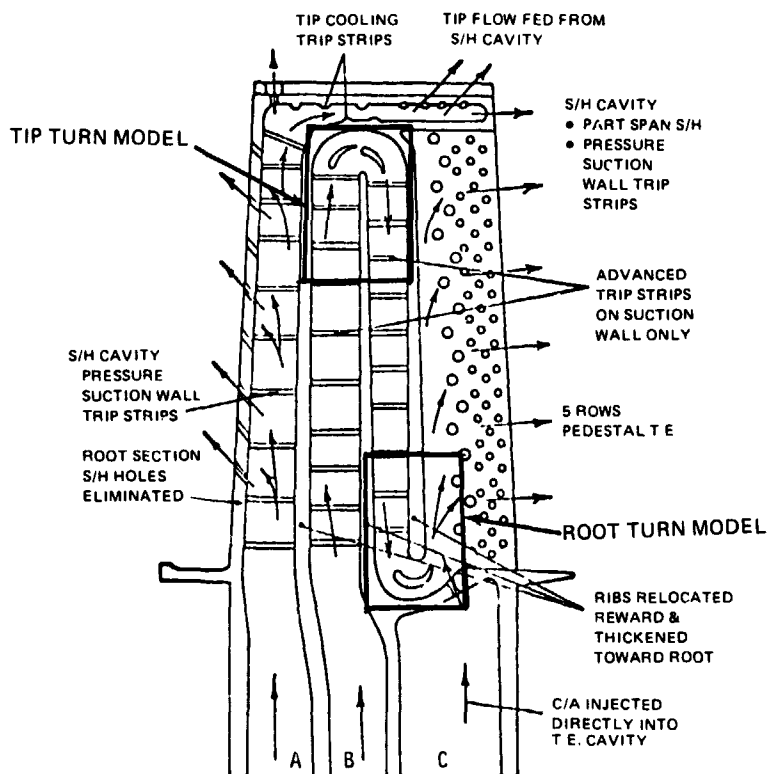 TIP COOLING
TRIP STRIPS
TIP FLOW FED FROM
S/H CAVITY
TIP TURN MODEL
S/H CAVITY
• PART SPAN S/H
• PRESSURE
SUCTION
WALL TRIP
STRIPS
ADVANCED
TRIP STRIPS
ON SUCTION
WALL ONLY
S/H CAVITY
PRESSURE
SUCTION WALL
TRIP STRIPS
5 ROWS
PEDESTAL T E
ROOT SECTION
S/H HOLES
ELIMINATED
ROOT TURN MODEL
RIBS RELOCATED
REWARD &
THICKENED
TOWARD ROOT
C/A INJECTED
DIRECTLY INTO
T E. CAVITY
A B C